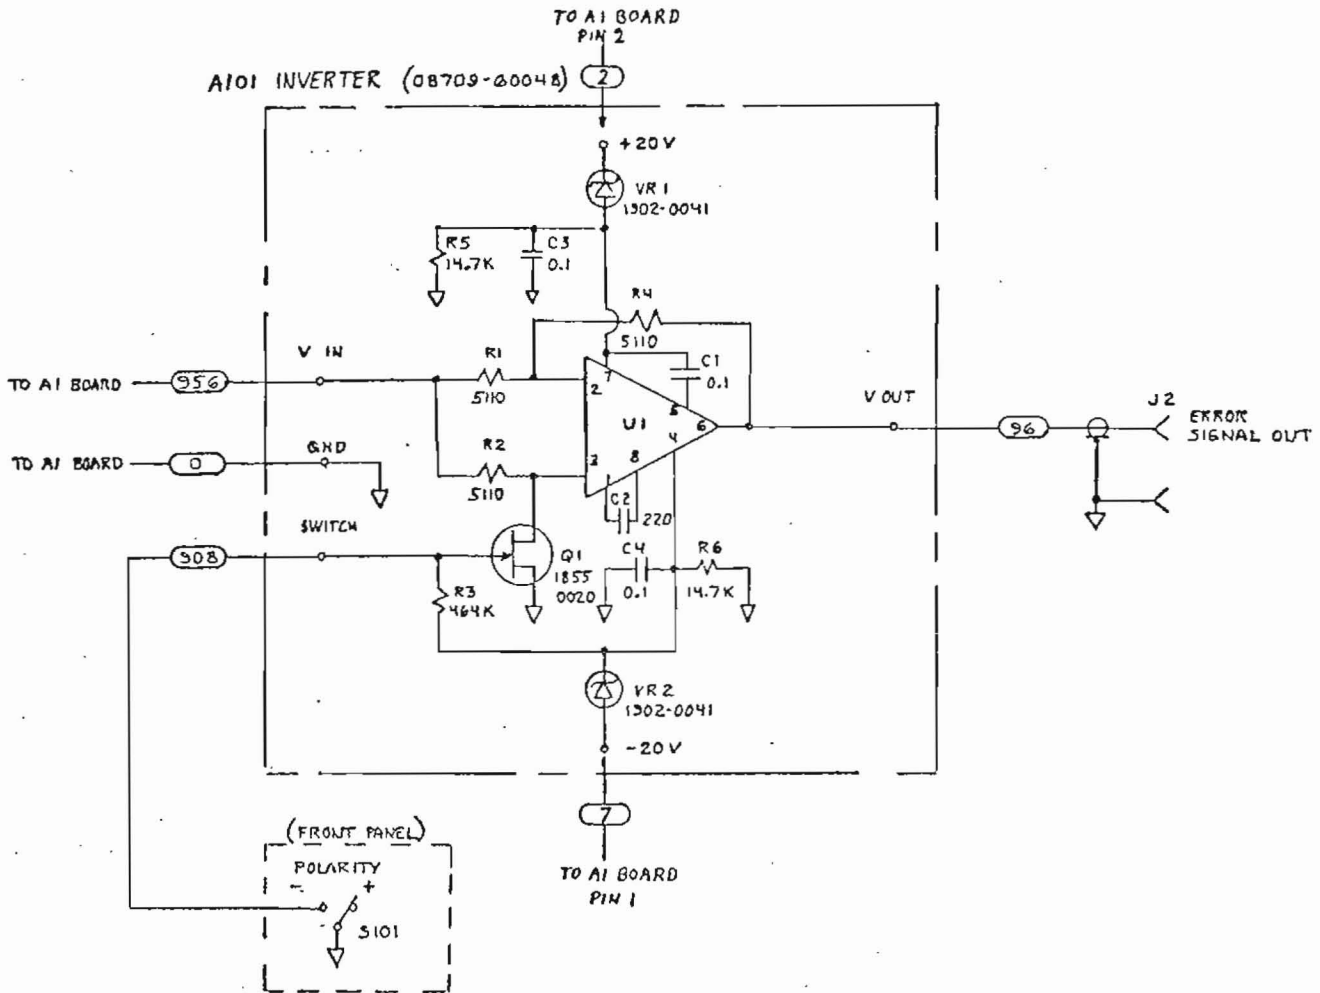 TO A1 BOARD
PIN 2
A101 INVERTER (08709-60048)
2
+20V
VR1
1902-0041
R5
14.7K
C3
0.1
R4
5110
V IN
R1
5110
7
C1
0.1
TO A1 BOARD
956
2
5
U1
6
4
V OUT
96
J2
ERROR
SIGNAL OUT
TO A1 BOARD
0
GND
R2
5110
3
8
C2
220
SWITCH
908
Q1
1855
0020
C4
0.1
R6
14.7K
R3
464K
VR2
1902-0041
-20V
7
(FRONT PANEL)
POLARITY
- +
S101
TO A1 BOARD
PIN 1